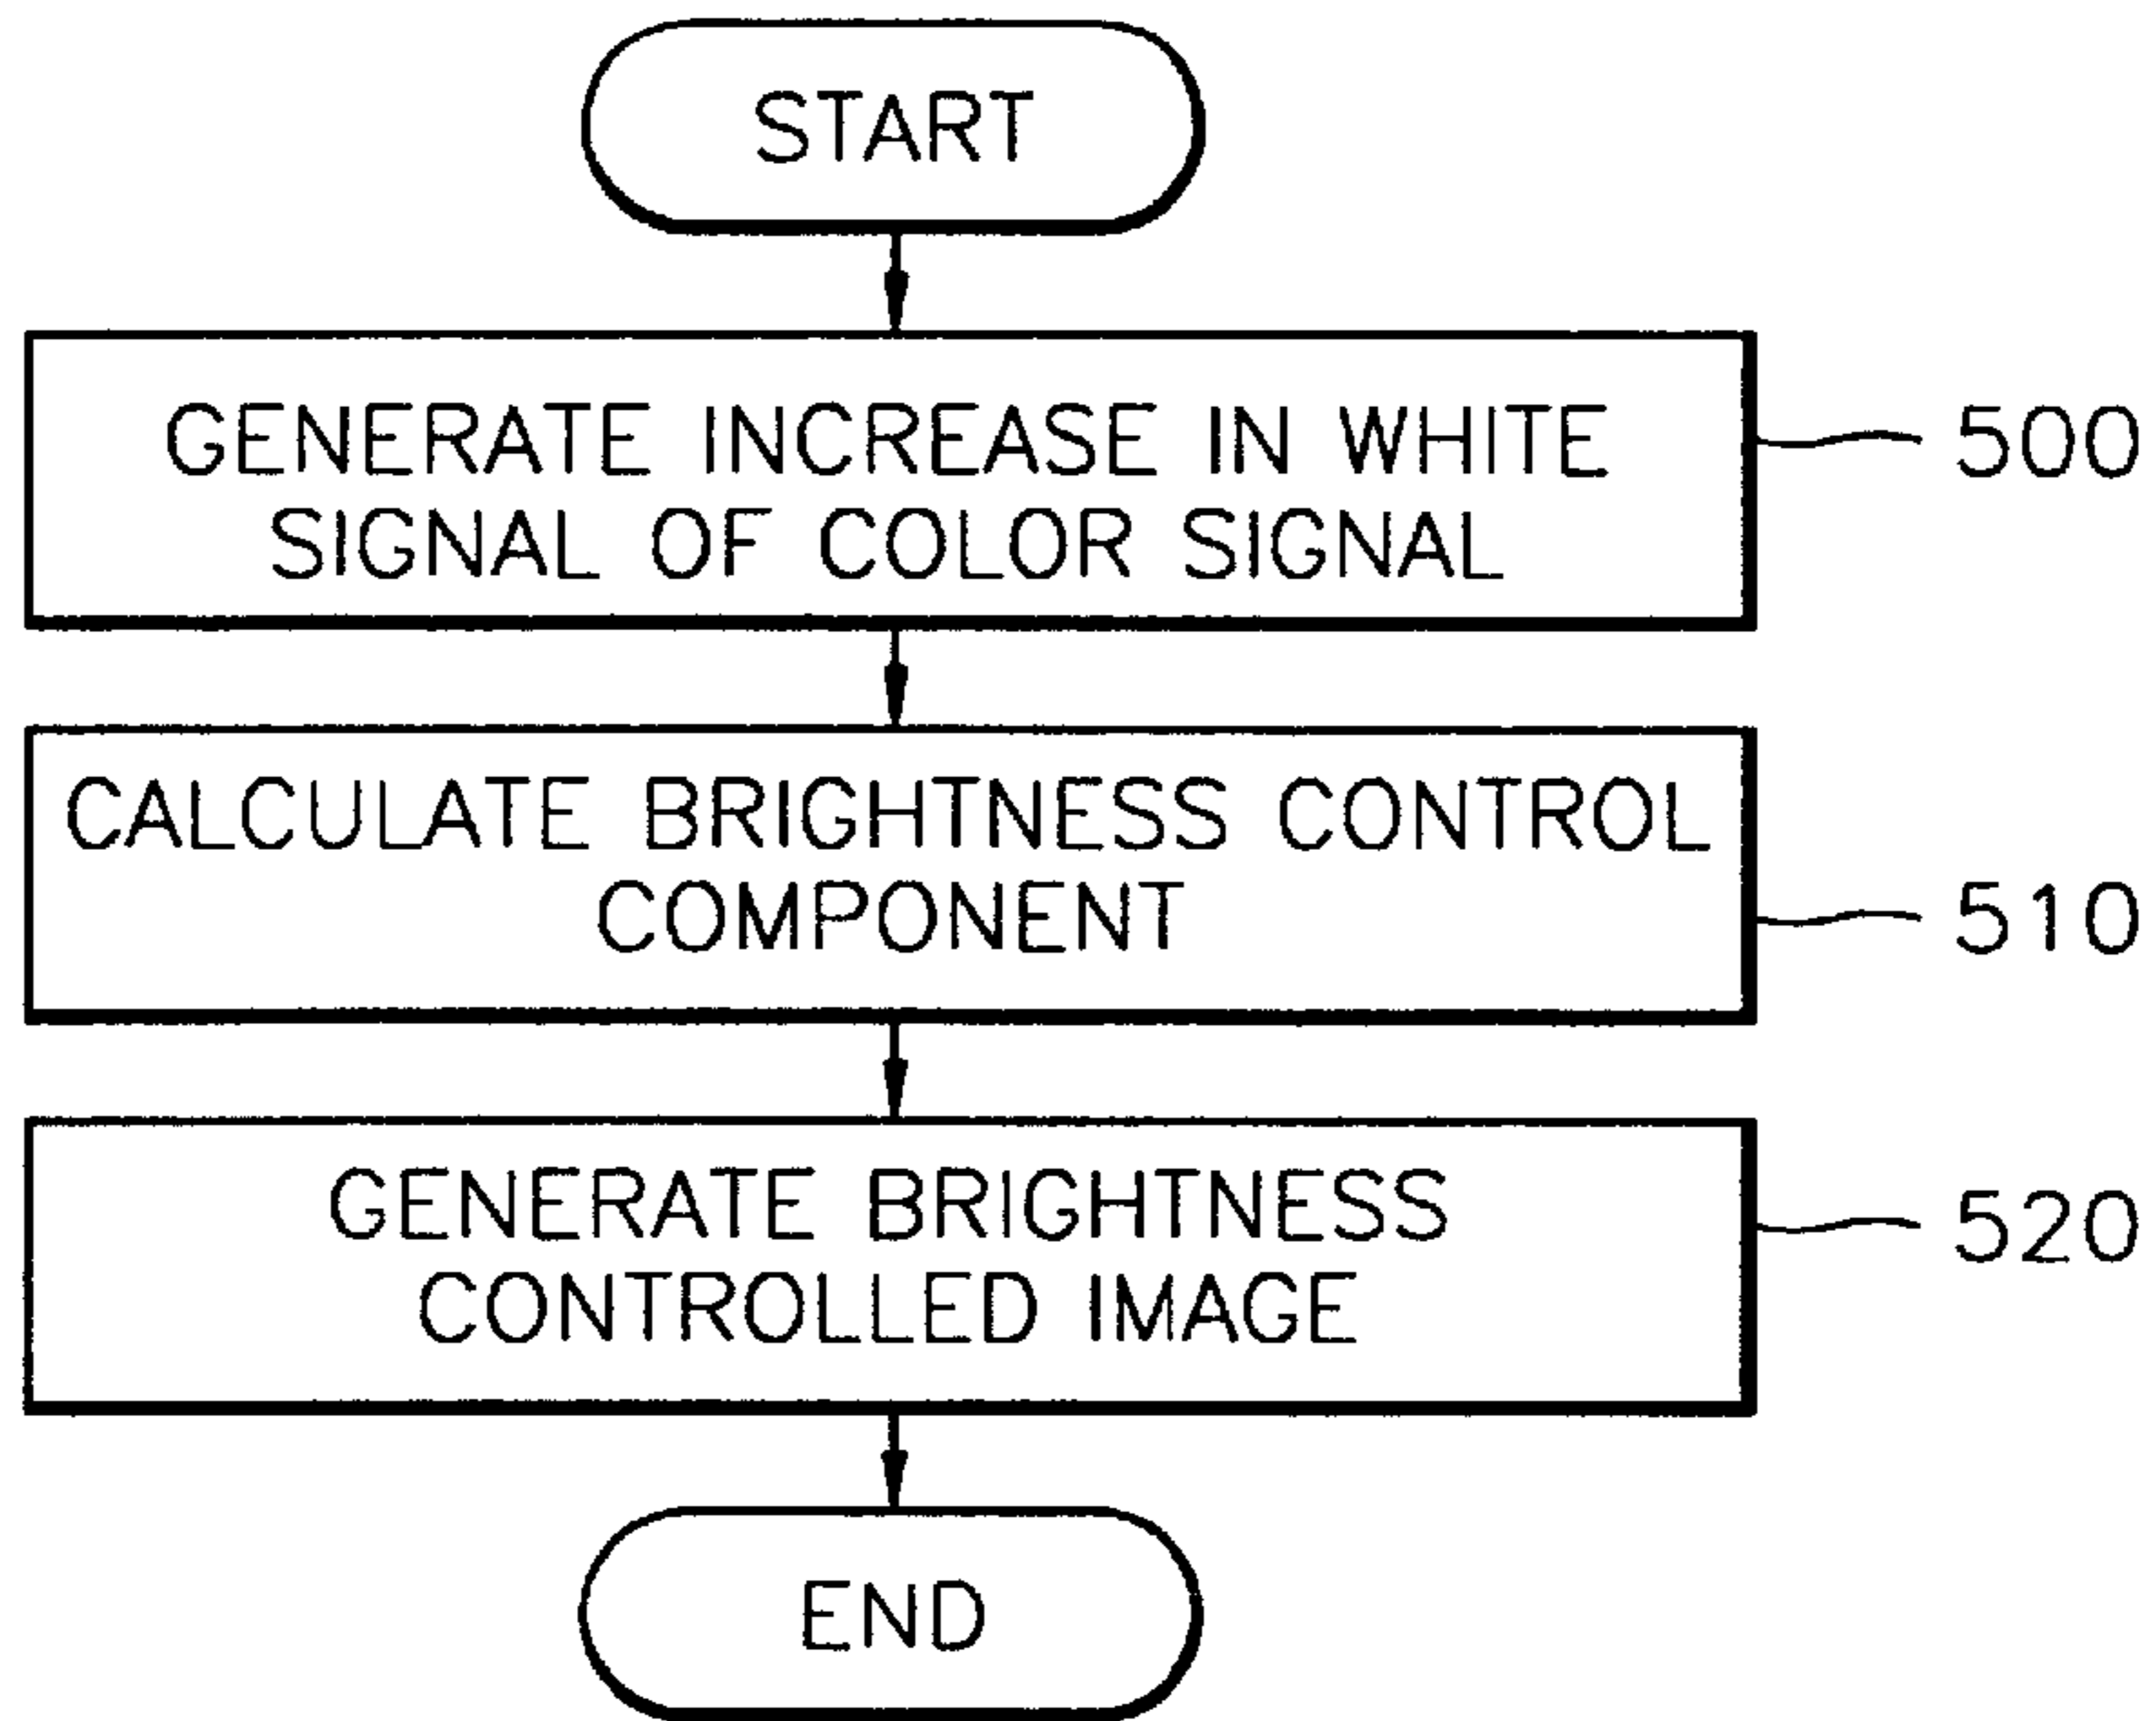 START
GENERATE INCREASE IN WHITE
SIGNAL OF COLOR SIGNAL
500
CALCULATE BRIGHTNESS CONTROL
COMPONENT
510
GENERATE BRIGHTNESS
CONTROLLED IMAGE
520
END